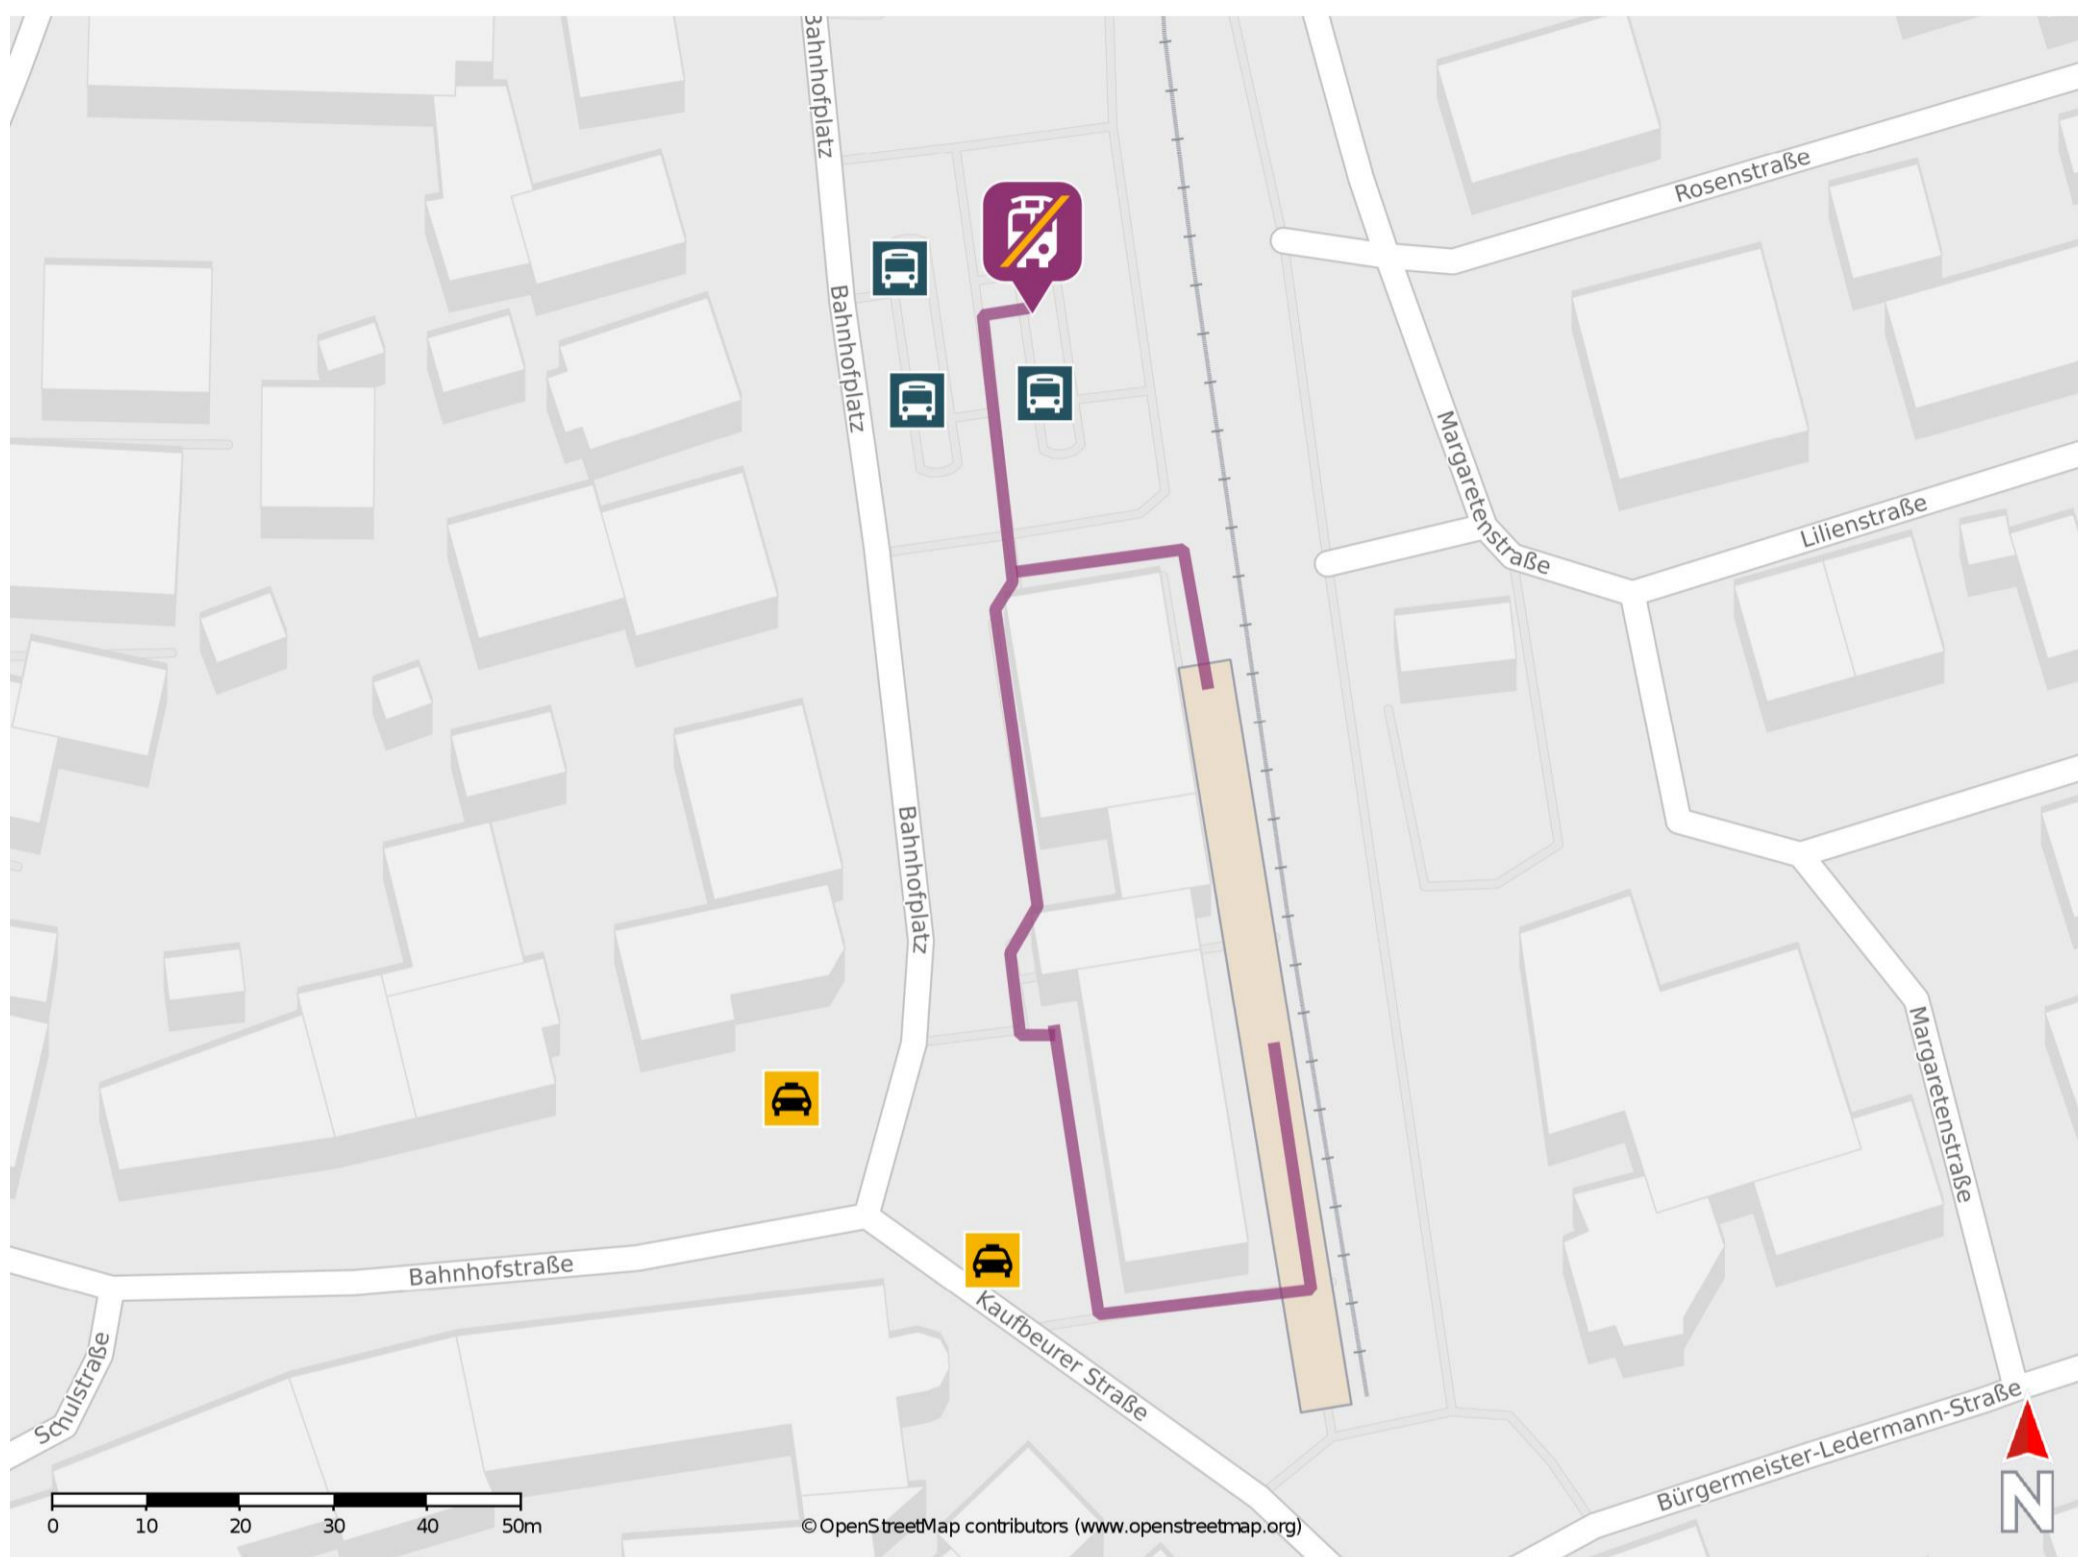 Bahnhofplatz
Rosenstraße
Bahnhofplatz
Margaretenstraße
Lilienstraße
Bahnhofplatz
Margaretenstraße
Bahnhofstraße
Kaufbeurer Straße
Schulstraße
Bürgermeister-Ledermann-Straße
N
0 10 20 30 40 50m
©OpenStreetMap contributors (www.openstreetmap.org)